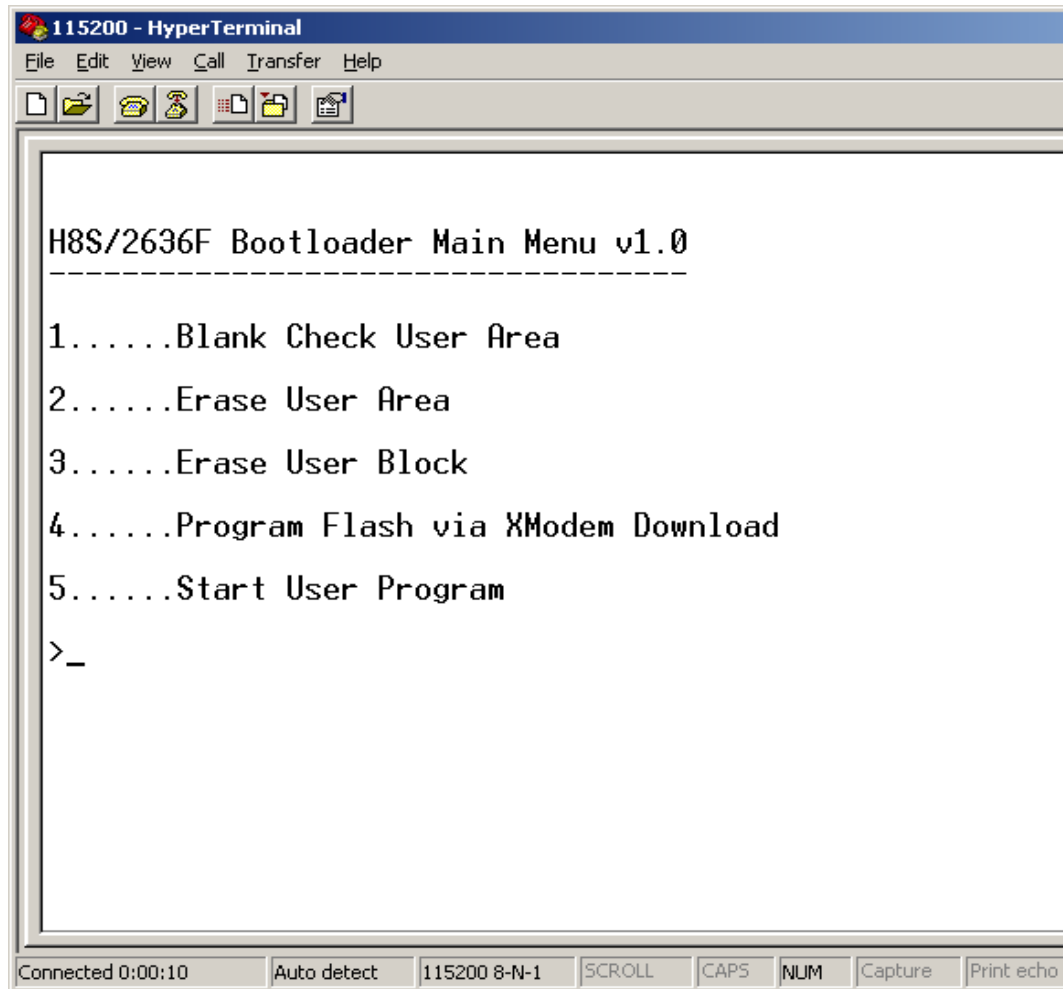 115200 - HyperTerminal
File Edit View Call Transfer Help
H8S/2636F Bootloader Main Menu v1.0
-----------------------------------
1......Blank Check User Area
2......Erase User Area
3......Erase User Block
4......Program Flash via XModem Download
5......Start User Program
>_
Connected 0:00:10 Auto detect 115200 8-N-1 SCROLL CAPS NUM Capture Print echo